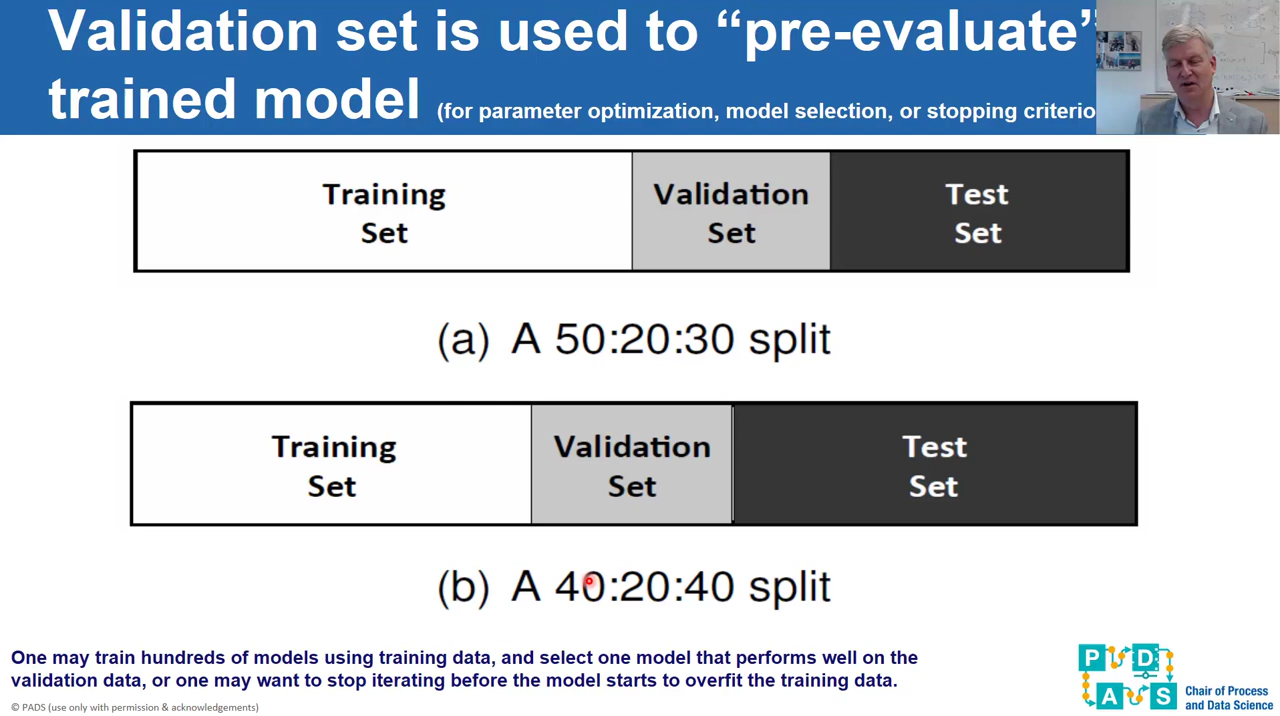 Validation set is used to “pre-evaluate”
trained model (for parameter optimization, model selection, or stopping criterio
Training
Set
Validation
Set
Test
Set
(a) A 50:20:30 split
Training
Set
Validation
Set
Test
Set
(b) A 40:20:40 split
One may train hundreds of models using training data, and select one model that performs well on the
validation data, or one may want to stop iterating before the model starts to overfit the training data.
P D
A S
Chair of Process
and Data Science
© PADS (use only with permission & acknowledgements)